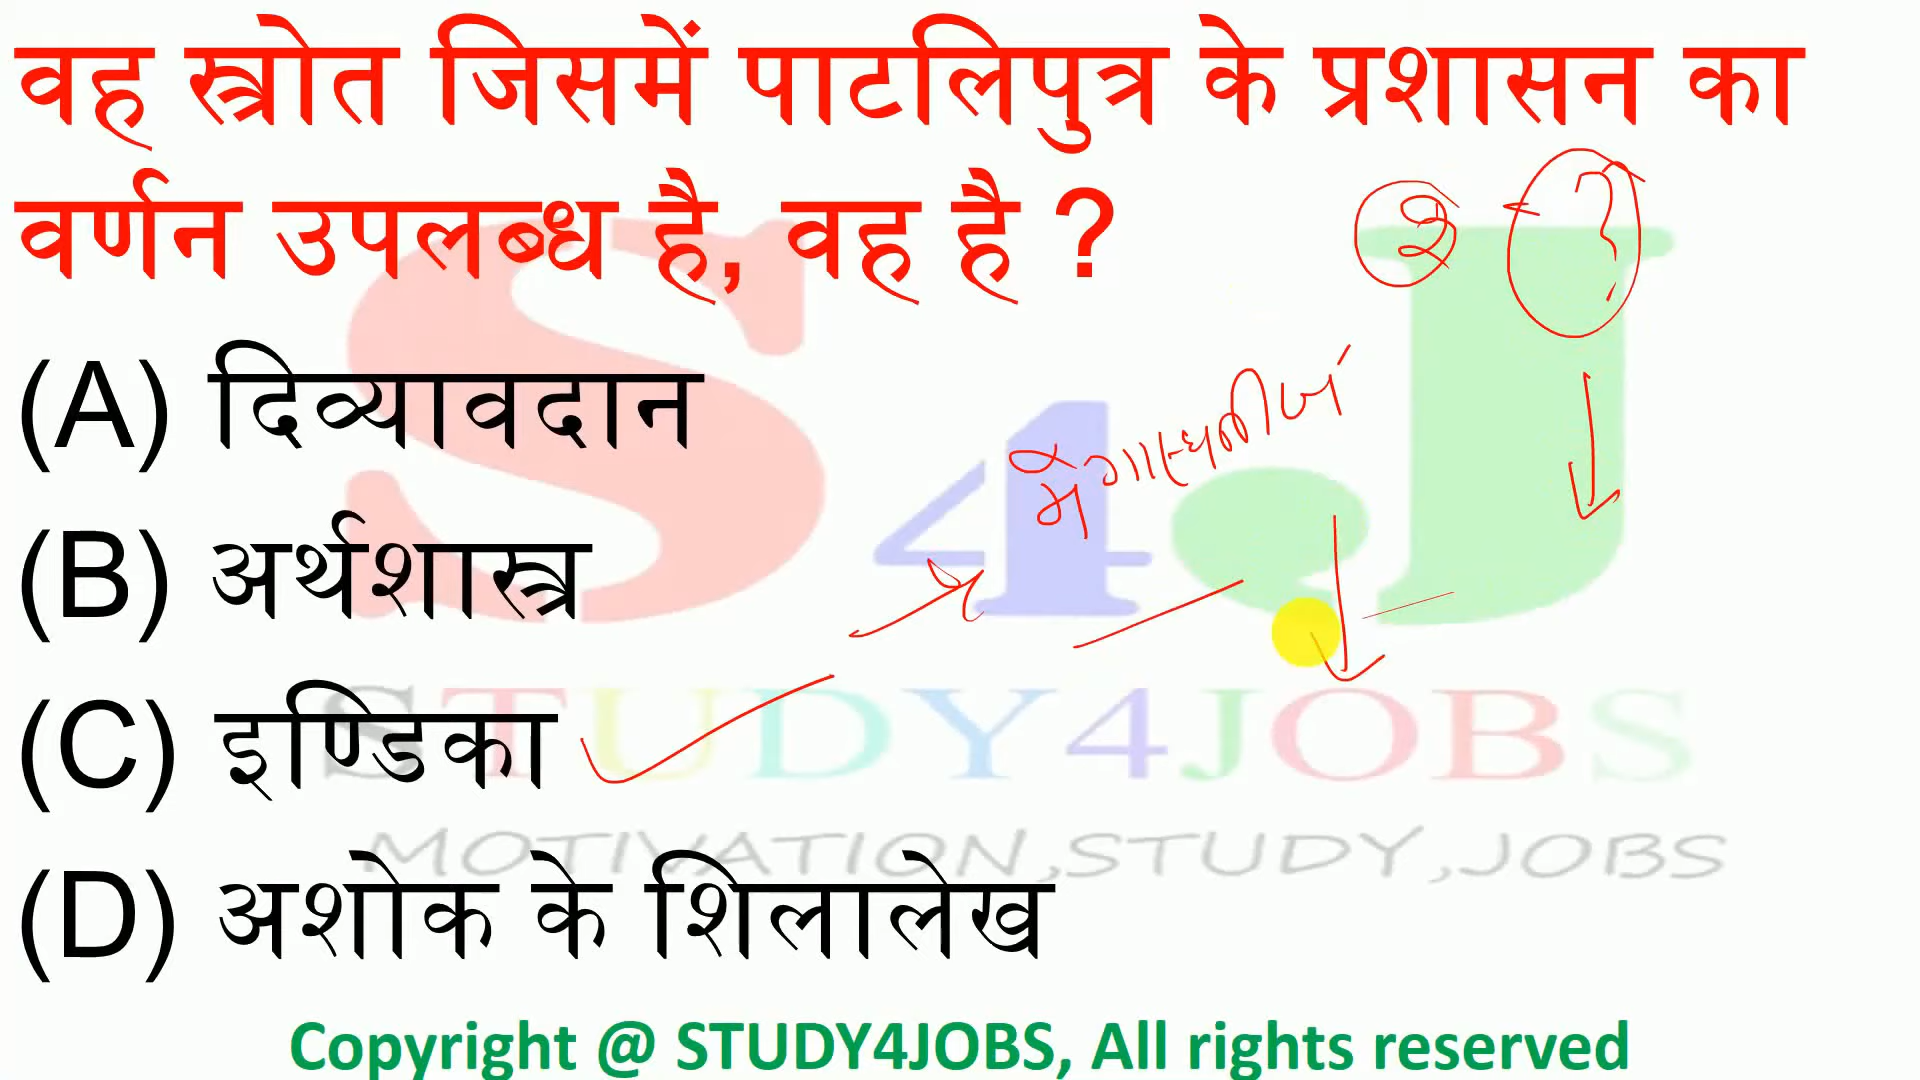 वह स्त्रोत जिसमें पाटलिपुत्र के प्रशासन का
वर्णन उपलब्ध है, वह है ?
(A) दिव्यावदान
(B) अर्थशास्त्र
(C) इण्डिका
(D) अशोक के शिलालेख
S4J
STUDY4JOBS
MOTIVATION,STUDY,JOBS
Copyright @ STUDY4JOBS, All rights reserved